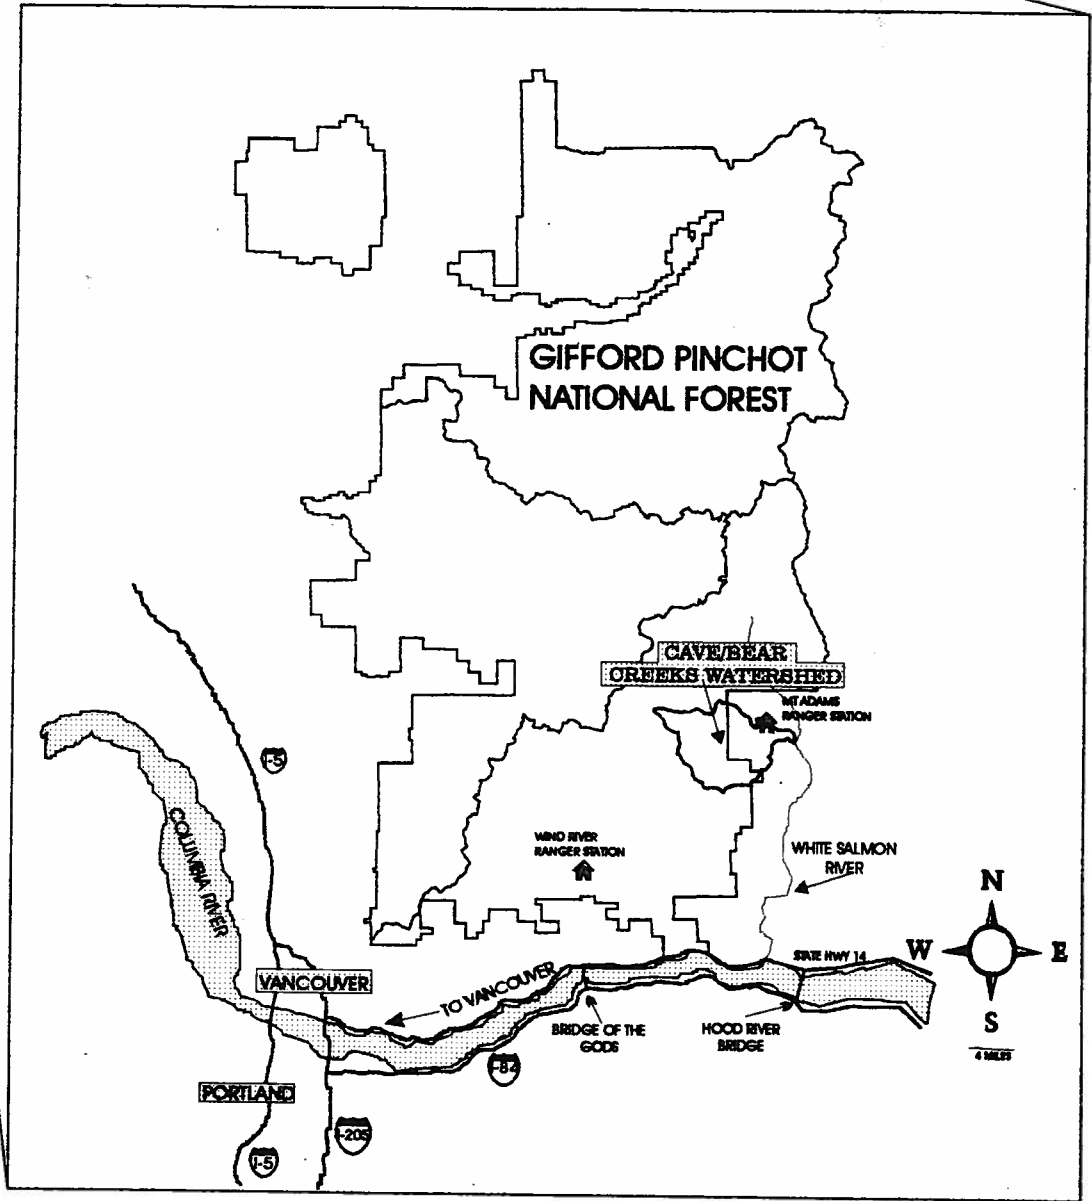 GIFFORD PINCHOT
NATIONAL FOREST
CAVE/BEAR
CREEKS WATERSHED
MT ADAMS
RANGER STATION
I-5
COLUMBIA RIVER
WIND RIVER
RANGER STATION
WHITE SALMON
RIVER
N
W
E
S
4 MILES
STATE HWY 14
VANCOUVER
TO VANCOUVER
BRIDGE OF THE
GODS
HOOD RIVER
BRIDGE
I-84
PORTLAND
I-205
I-5